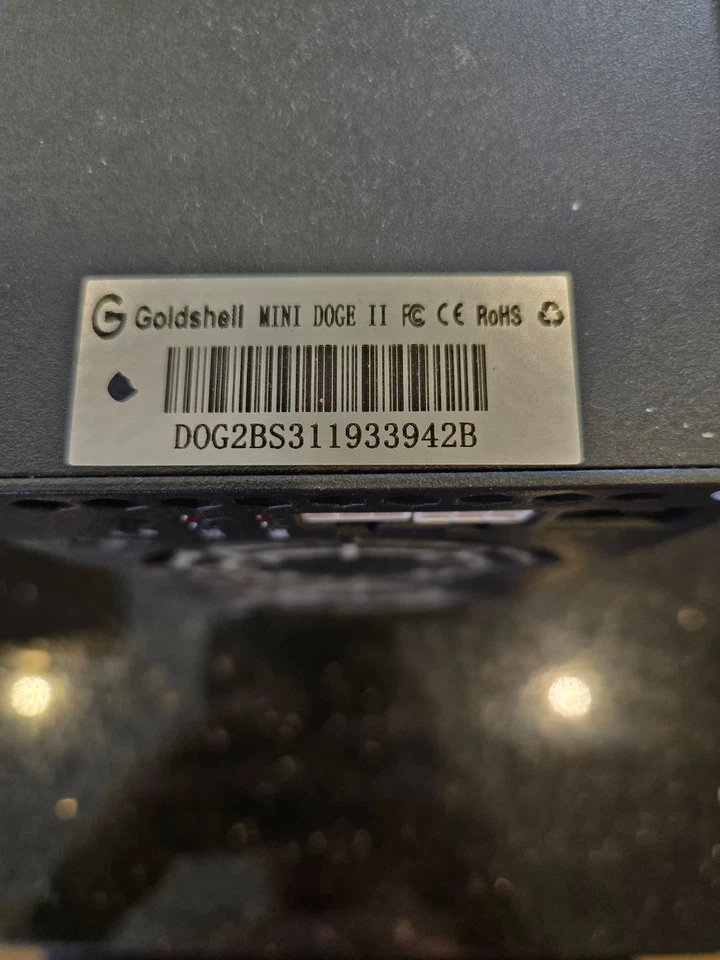 Goldshell MINI DOGE II FC CE RoHS
DOG2BS311933942B